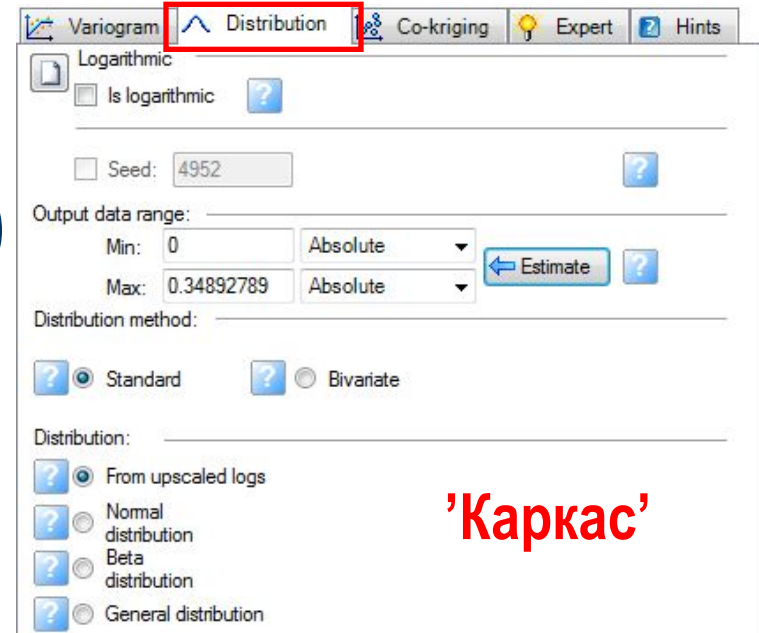 Variogram Distribution Co-kriging Expert Hints
Logarithmic
Is logarithmic
Seed: 4952
Output data range:
Min: 0 Absolute
Estimate
Max: 0.34892789 Absolute
Distribution method:
Standard Bivariate
Distribution:
From upscaled logs
Normal
distribution
Beta
distribution
General distribution
’Каркас’